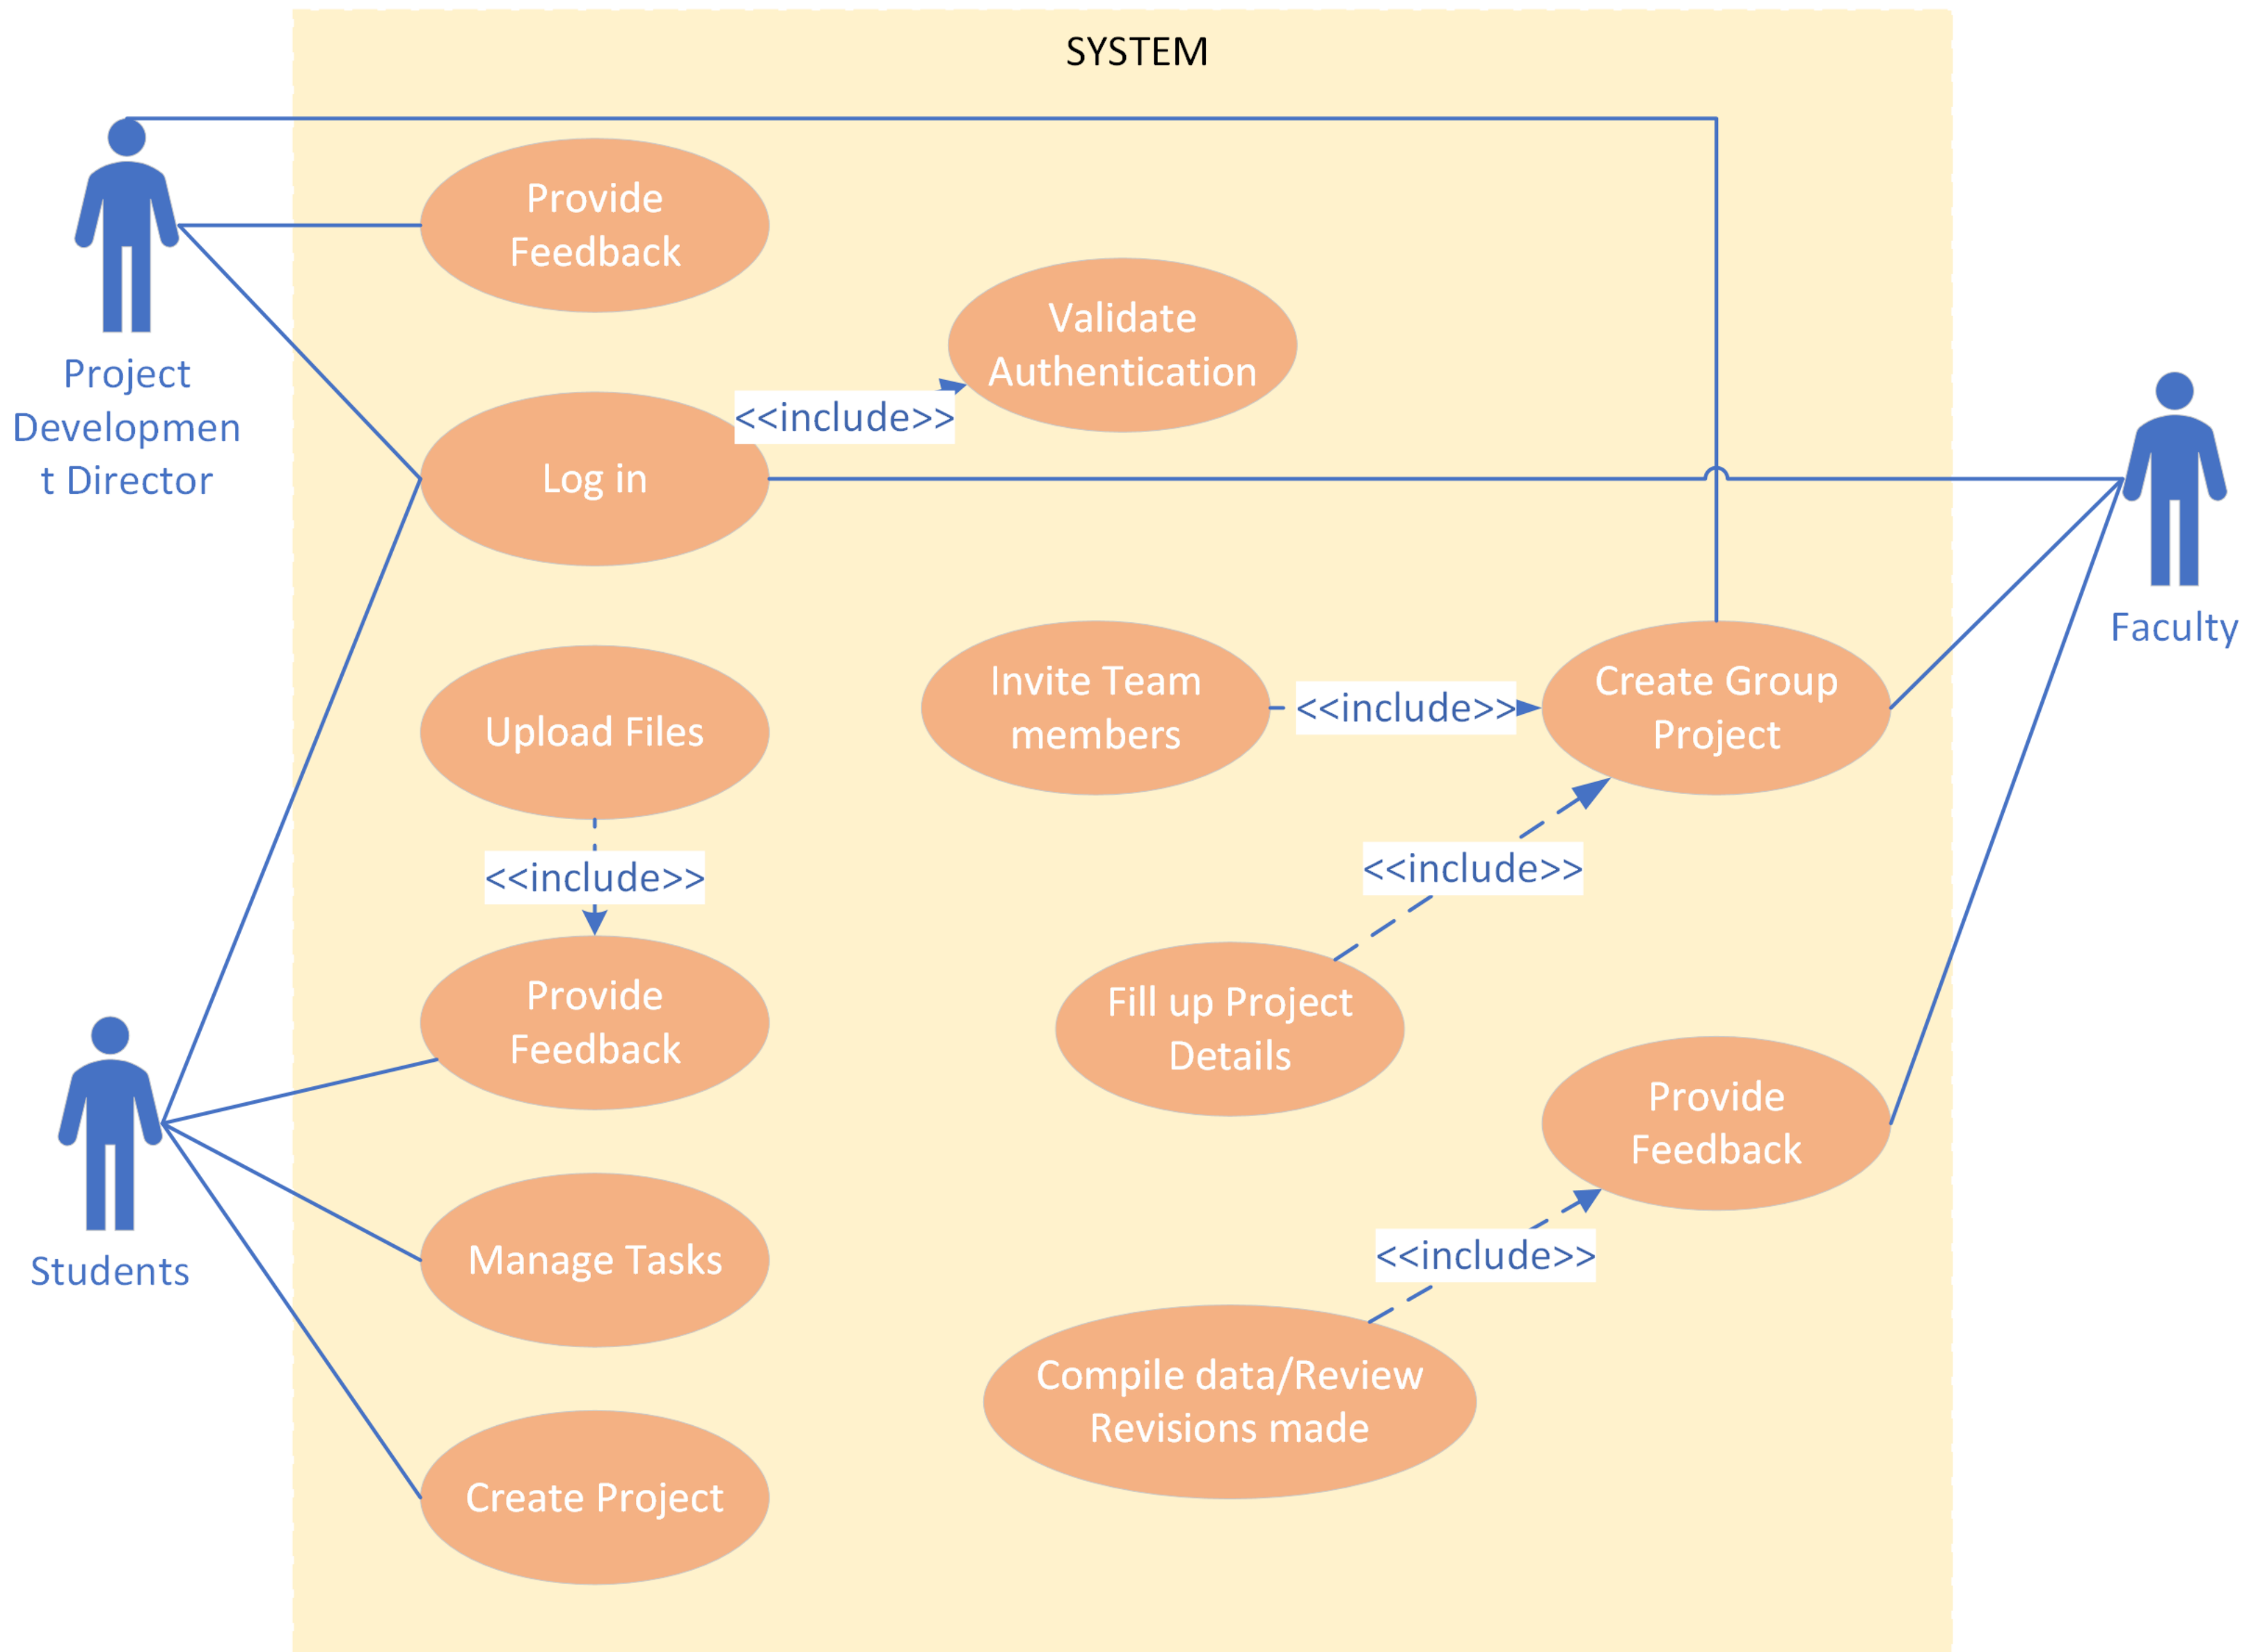 SYSTEM
Provide
Feedback
Validate
Authentication
Project
Developmen
t Director
<<include>>
Log in
Faculty
Upload Files
Invite Team
members
<<include>>
Create Group
Project
<<include>>
<<include>>
Provide
Feedback
Fill up Project
Details
Provide
Feedback
Students
Manage Tasks
<<include>>
Compile data/Review
Revisions made
Create Project